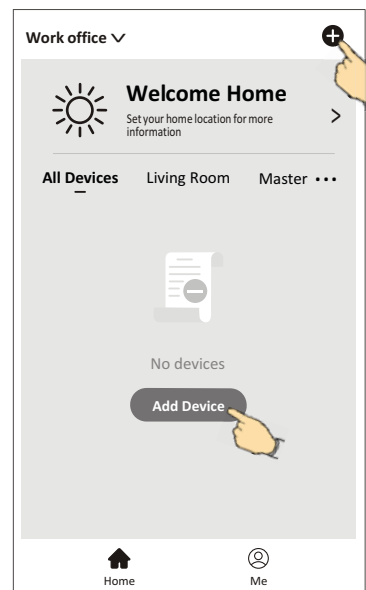 Work office
Welcome Home
Set your home location for more
information
All Devices Living Room Master ...
No devices
Add Device
Home Me